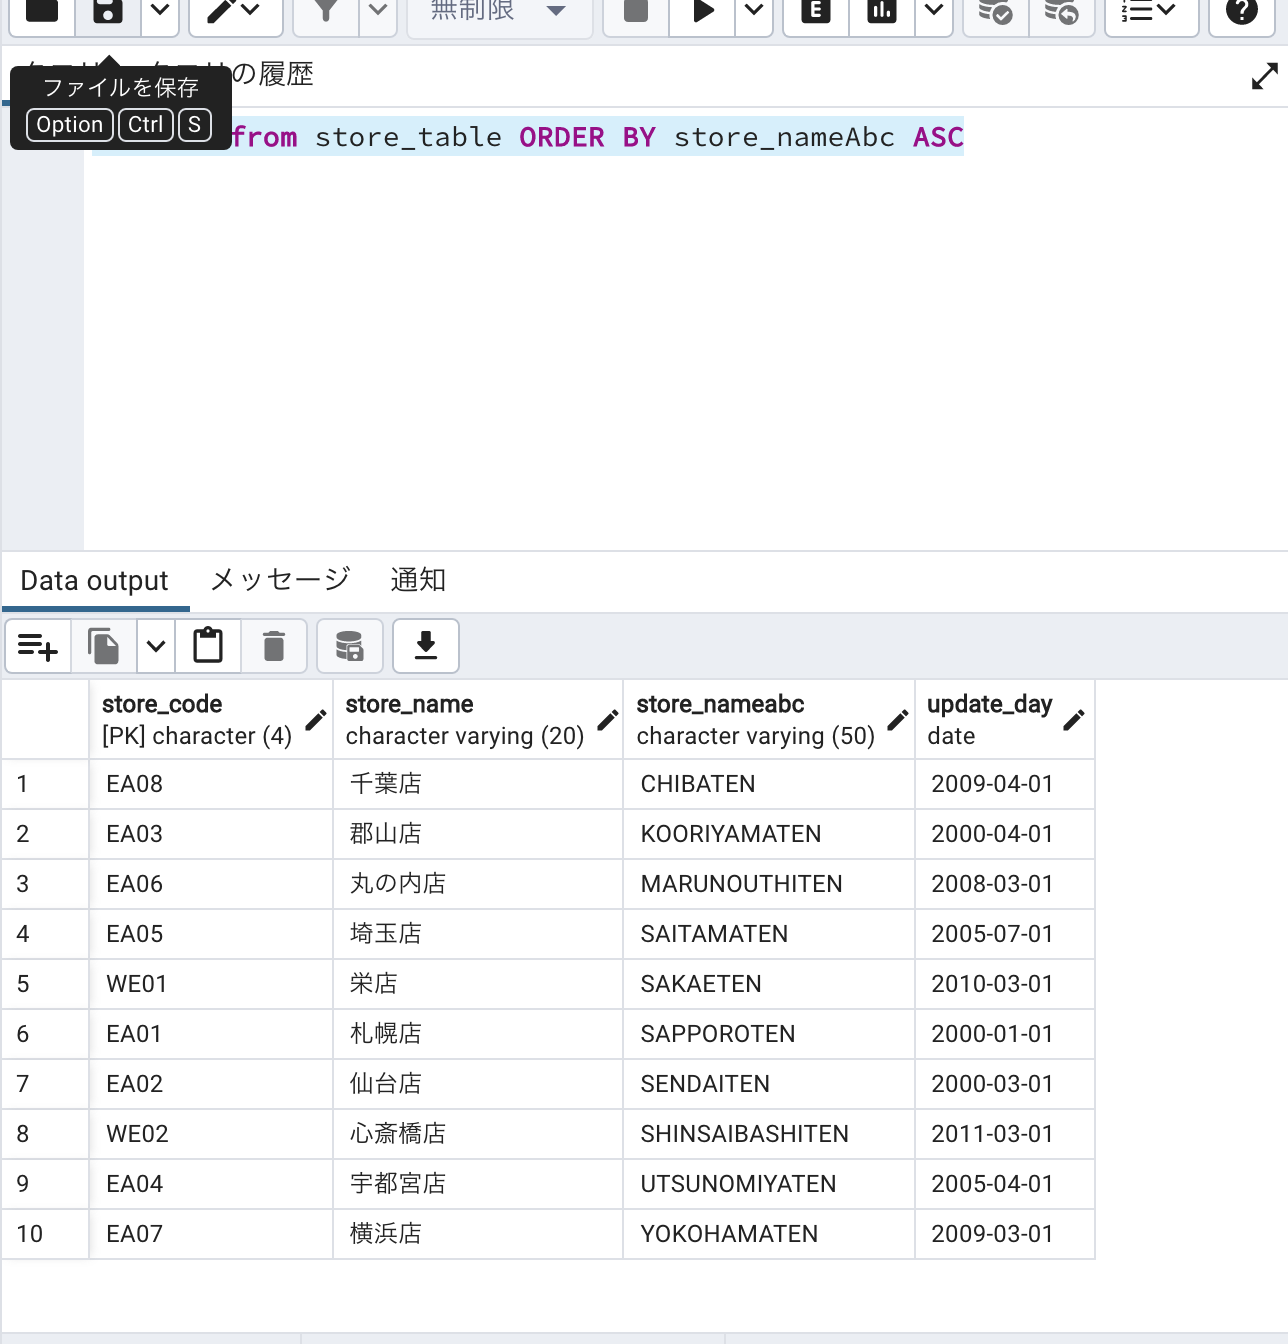 無制限
E
の履歴
ファイルを保存
Option Ctrl S
from store_table ORDER BY store_nameAbc ASC
Data output メッセージ 通知
store_code store_name store_nameabc update_day
[PK] character (4) character varying (20) character varying (50) date
1 EA08 千葉店 CHIBATEN 2009-04-01
2 EA03 郡山店 KOORIYAMATEN 2000-04-01
3 EA06 丸の内店 MARUNOUTHITEN 2008-03-01
4 EA05 埼玉店 SAITAMATEN 2005-07-01
5 WE01 栄店 SAKAETEN 2010-03-01
6 EA01 札幌店 SAPPOROTEN 2000-01-01
7 EA02 仙台店 SENDAITEN 2000-03-01
8 WE02 心斎橋店 SHINSAIBASHITEN 2011-03-01
9 EA04 宇都宮店 UTSUNOMIYATEN 2005-04-01
10 EA07 横浜店 YOKOHAMATEN 2009-03-01